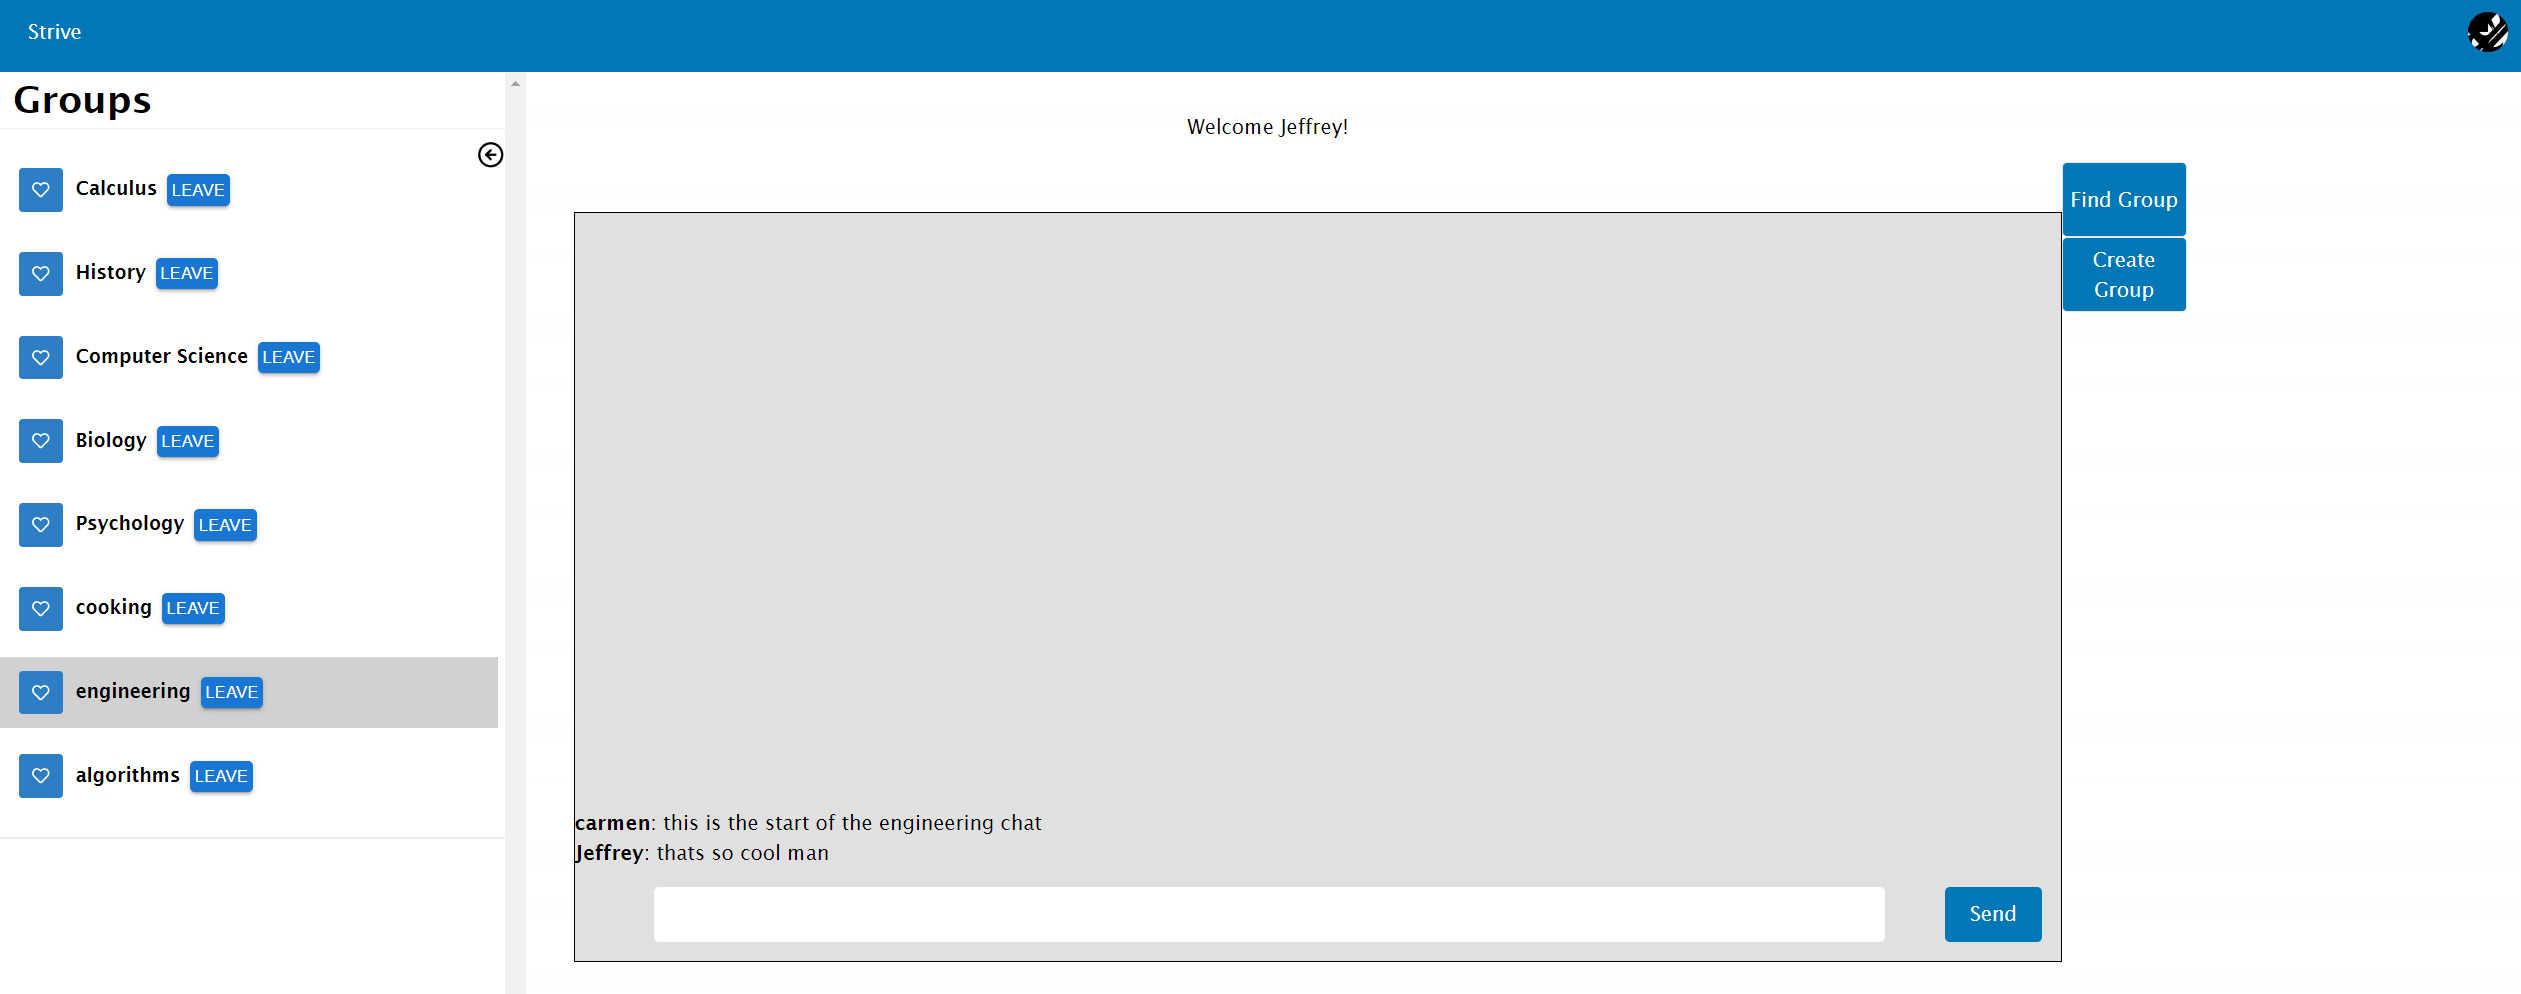 Strive
Groups
Calculus LEAVE
History LEAVE
Computer Science LEAVE
Biology LEAVE
Psychology LEAVE
cooking LEAVE
engineering LEAVE
algorithms LEAVE
Welcome Jeffrey!
Find Group
Create
Group
carmen: this is the start of the engineering chat
Jeffrey: thats so cool man
Send